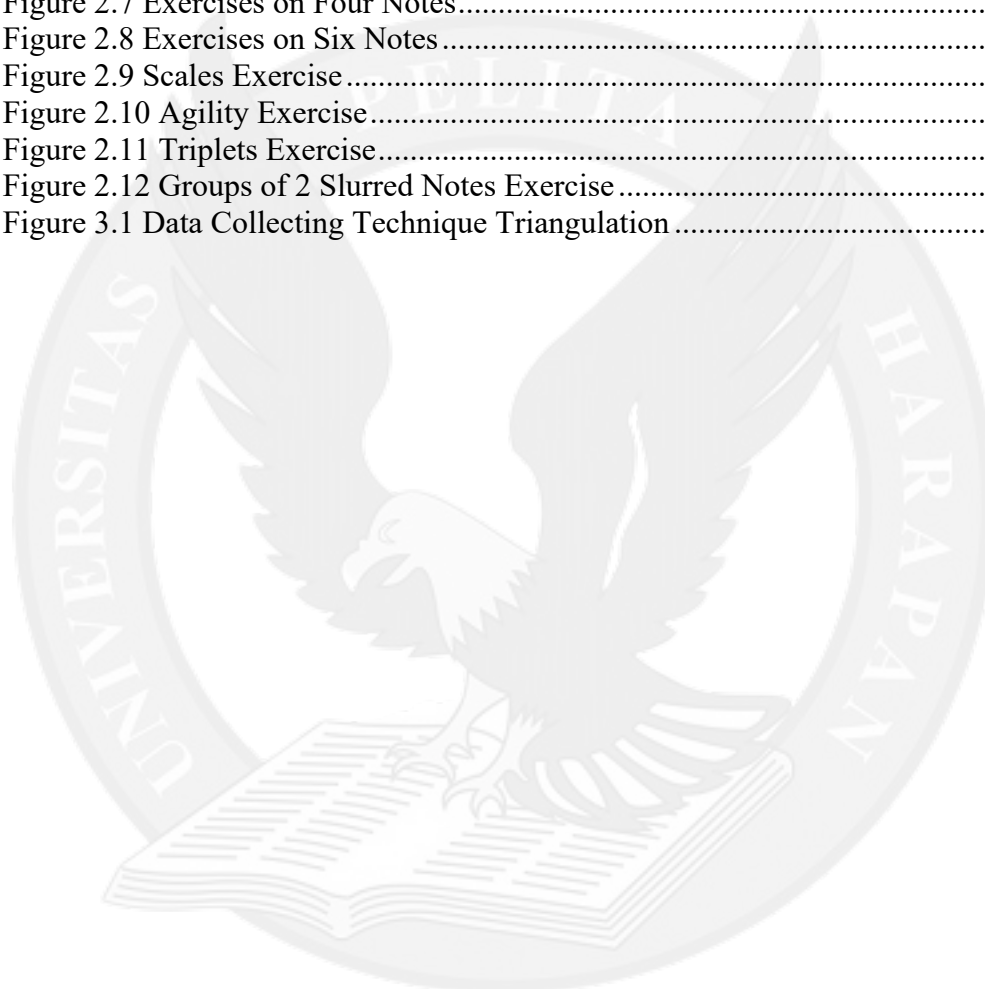 Figure 2.7 Exercises on Four Notes..........................................................................
Figure 2.8 Exercises on Six Notes............................................................................
Figure 2.9 Scales Exercise........................................................................................
Figure 2.10 Agility Exercise.....................................................................................
Figure 2.11 Triplets Exercise....................................................................................
Figure 2.12 Groups of 2 Slurred Notes Exercise......................................................
Figure 3.1 Data Collecting Technique Triangulation...............................................
UNIVERSITAS PELITA HARAPAN